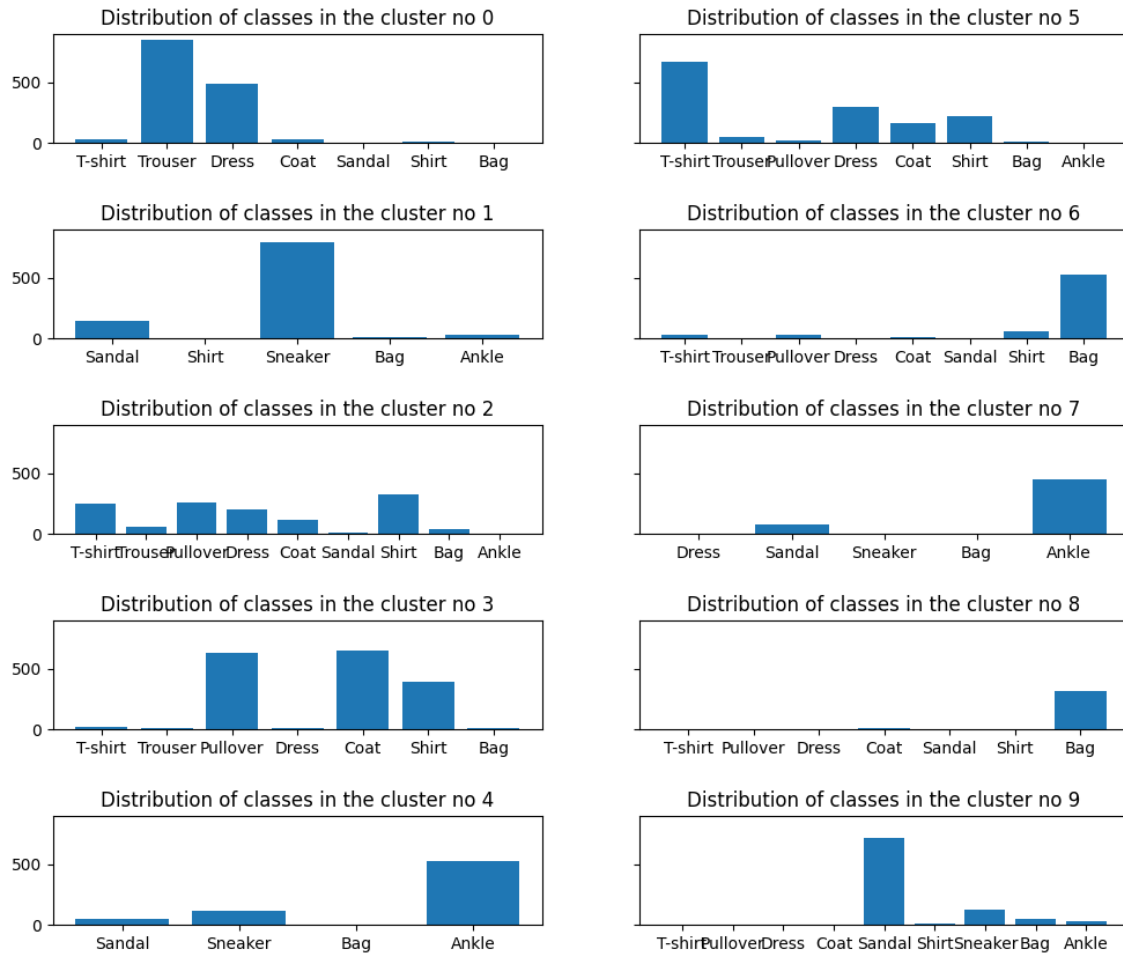 Distribution of classes in the cluster no 0
500
0
T-shirt Trouser Dress Coat Sandal Shirt Bag
Distribution of classes in the cluster no 5
T-shirt Trouser Pullover Dress Coat Shirt Bag Ankle
Distribution of classes in the cluster no 1
500
0
Sandal Shirt Sneaker Bag Ankle
Distribution of classes in the cluster no 6
T-shirt Trouser Pullover Dress Coat Sandal Shirt Bag
Distribution of classes in the cluster no 2
500
0
T-shirt Trouser Pullover Dress Coat Sandal Shirt Bag Ankle
Distribution of classes in the cluster no 7
Dress Sandal Sneaker Bag Ankle
Distribution of classes in the cluster no 3
500
0
T-shirt Trouser Pullover Dress Coat Shirt Bag
Distribution of classes in the cluster no 8
T-shirt Pullover Dress Coat Sandal Shirt Bag
Distribution of classes in the cluster no 4
500
0
Sandal Sneaker Bag Ankle
Distribution of classes in the cluster no 9
T-shirt Pullover Dress Coat Sandal Shirt Sneaker Bag Ankle